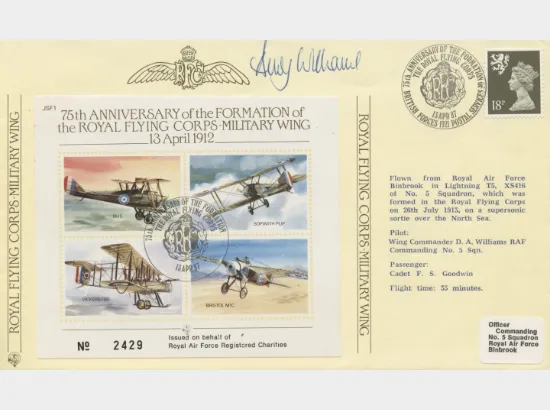 Andy Williams
RFC
75th ANNIVERSARY OF THE FORMATION OF
THE ROYAL FLYING CORPS
13 APR 87
BRITISH FORCES 2121 POSTAL SERVICE
18P
JSF1
75th ANNIVERSARY of the FORMATION of
the ROYAL FLYING CORPS·MILITARY WING
13 April 1912
ROYAL FLYING CORPS·MILITARY WING
SOPWITH PUP
BRISTOL M1C
13 APR 87
Issued on behalf of
Royal Air Force Registered Charities
No 2429
ROYAL FLYING CORPS·MILITARY WING
Flown from Royal Air Force
Binbrook in Lightning T5, XS416
of No. 5 Squadron, which was
formed in the Royal Flying Corps
on 26th July 1913, on a supersonic
sortie over the North Sea.
Pilot:
Wing Commander D. A. Williams RAF
Commanding No. 5 Sqn.
Passenger:
Cadet F. S. Goodwin
Flight time: 55 minutes.
Officer
Commanding
No. 5 Squadron
Royal Air Force
Binbrook